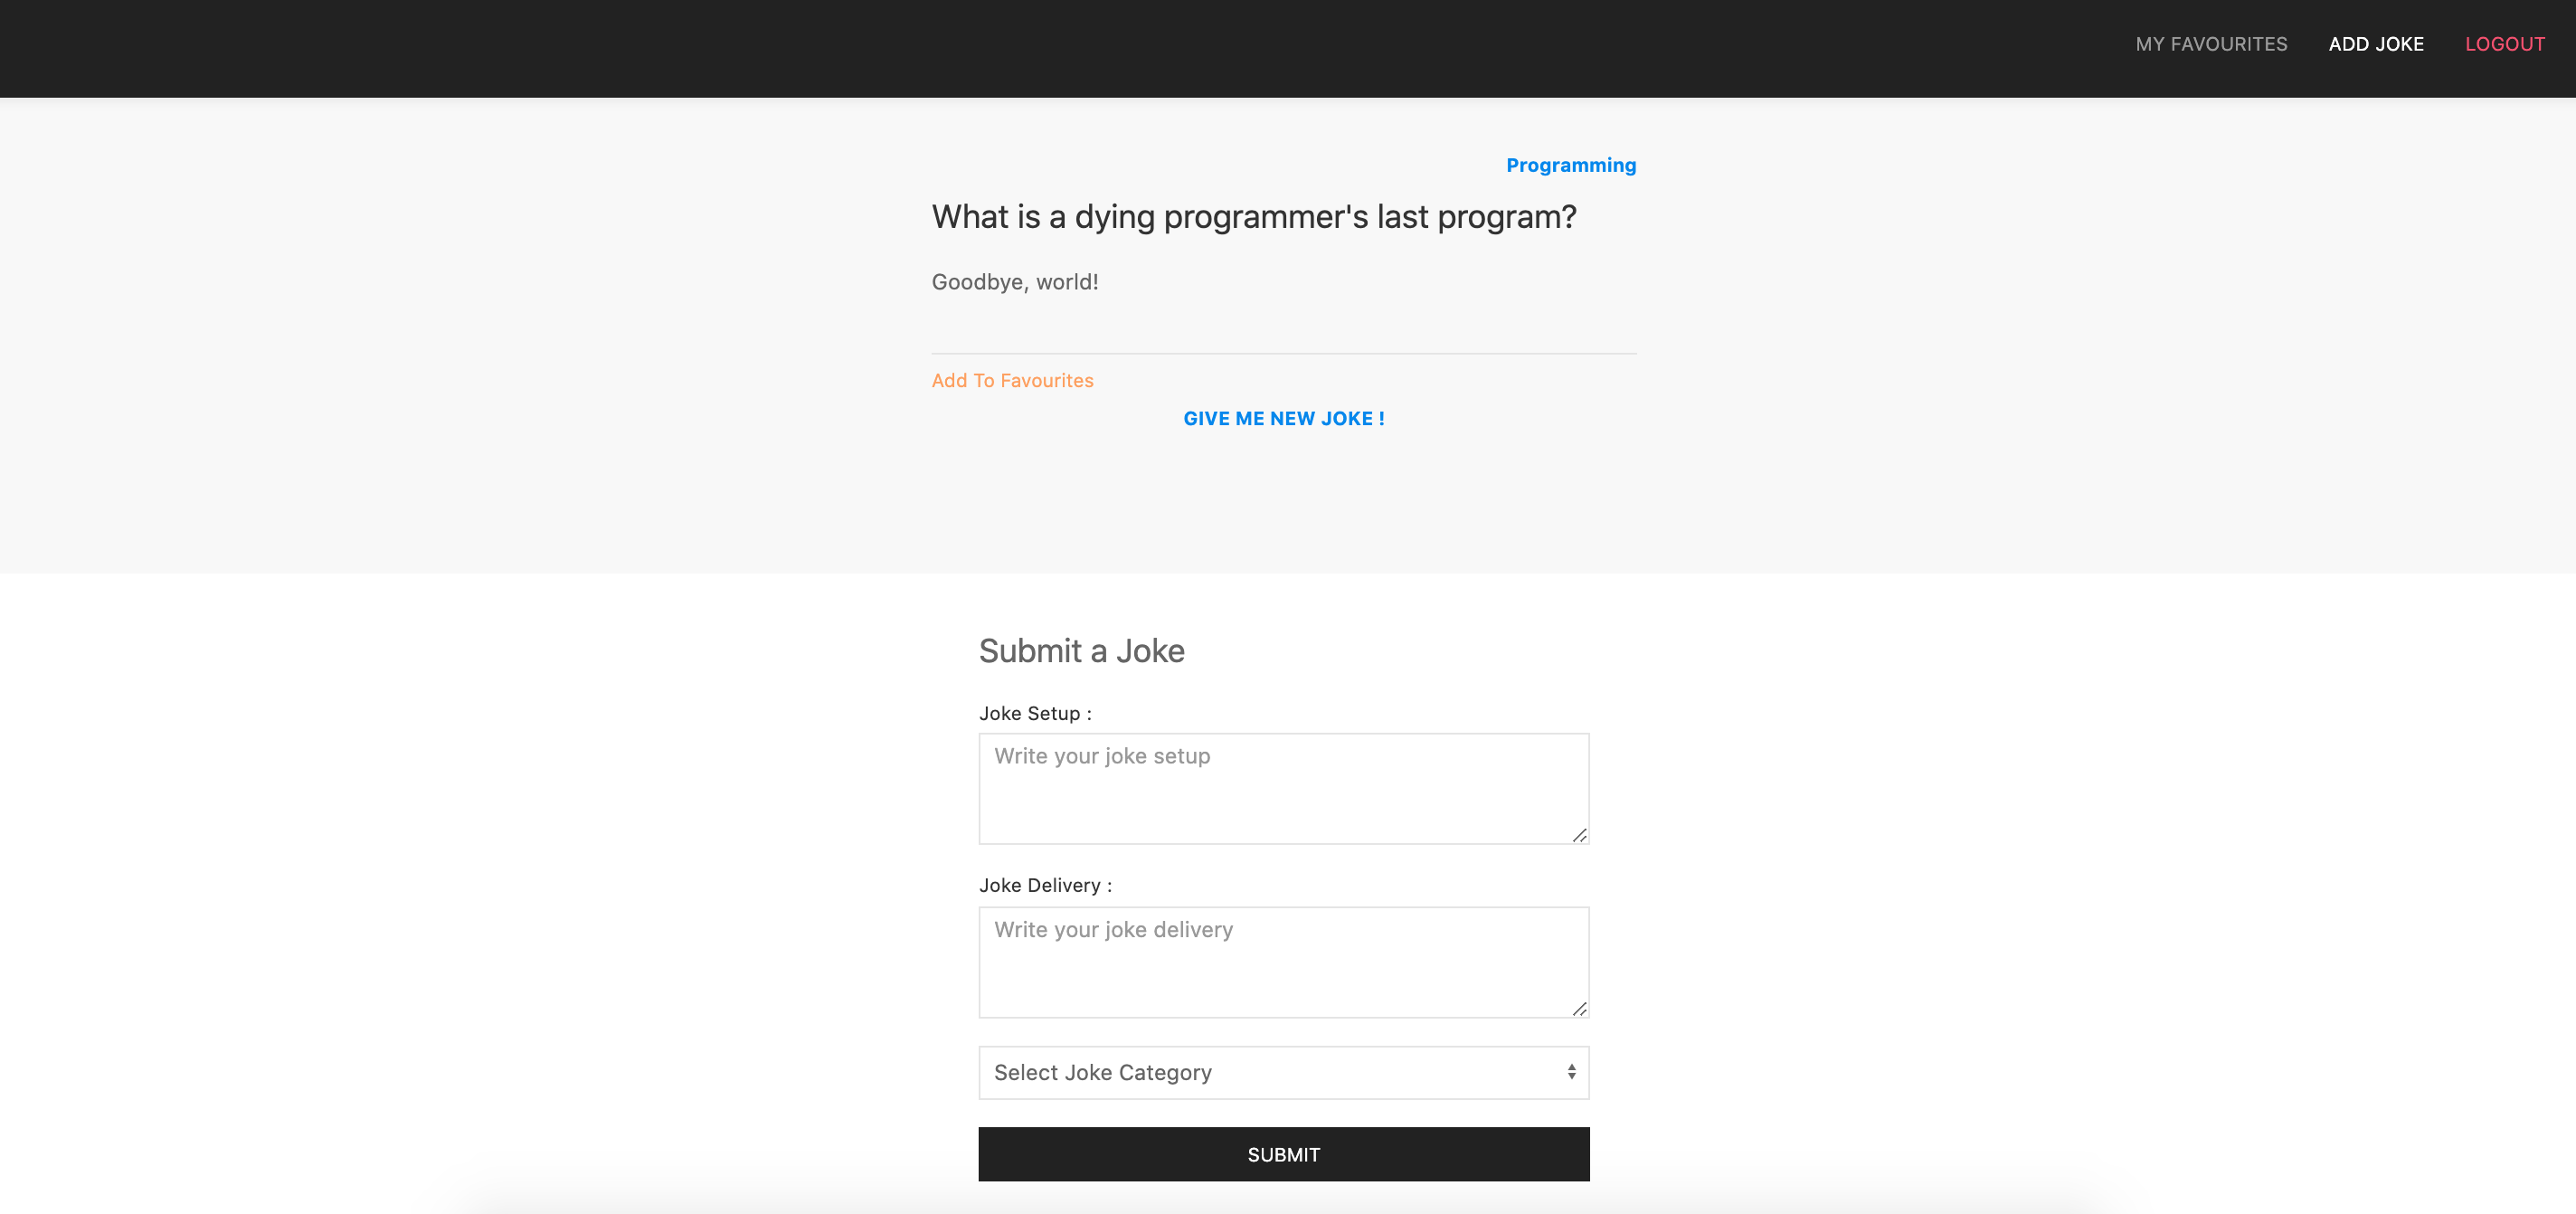 MY FAVOURITES ADD JOKE LOGOUT
Programming
What is a dying programmer's last program?
Goodbye, world!
Add To Favourites
GIVE ME NEW JOKE !
Submit a Joke
Joke Setup :
Write your joke setup
Joke Delivery :
Write your joke delivery
Select Joke Category
SUBMIT